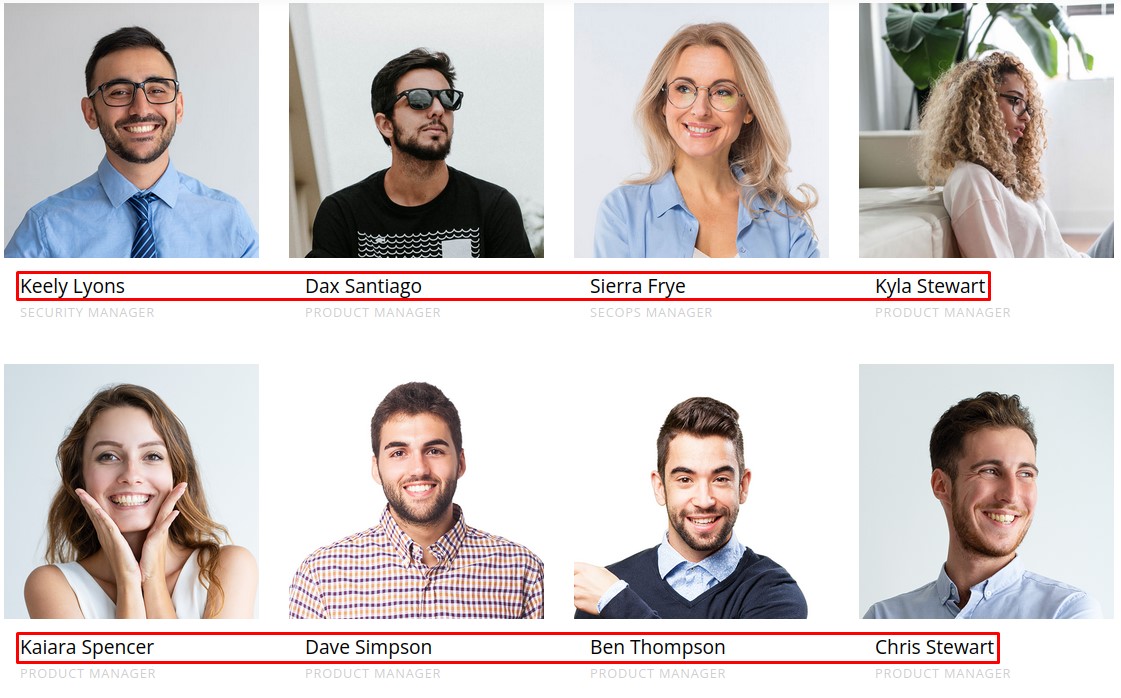 Keely Lyons Dax Santiago Sierra Frye Kyla Stewart
SECURITY MANAGER PRODUCT MANAGER SECOPS MANAGER PRODUCT MANAGER
Kaiara Spencer Dave Simpson Ben Thompson Chris Stewart
PRODUCT MANAGER PRODUCT MANAGER PRODUCT MANAGER PRODUCT MANAGER